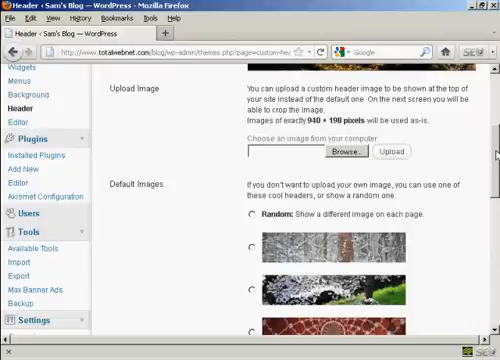 Header ‹ Sam's Blog — WordPress - Mozilla Firefox
File Edit View History Bookmarks Tools Help
Header ‹ Sam's Blog — WordPress
http://www.totalwebnet.com/blog/wp-admin/themes.php?page=custom-he
Google
Widgets
Menus
Background
Header
Editor
Plugins
Installed Plugins
Add New
Editor
Akismet Configuration
Users
Tools
Available Tools
Import
Export
Max Banner Ads
Backup
Settings
Upload Image
You can upload a custom header image to be shown at the top of
your site instead of the default one. On the next screen you will be
able to crop the image.
Images of exactly 940 × 198 pixels will be used as-is.
Choose an image from your computer:
Browse..
Upload
Default Images
If you don't want to upload your own image, you can use one of
these cool headers, or show a random one.
Random: Show a different image on each page.